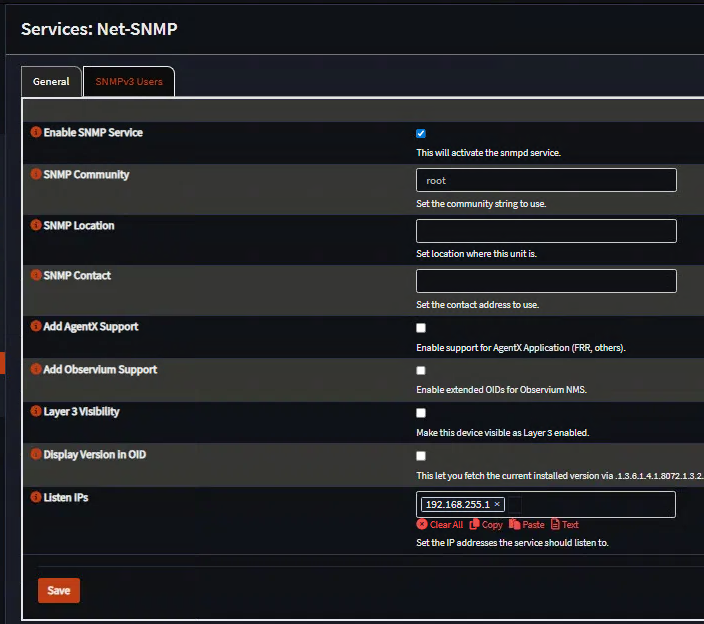 Services: Net-SNMP
General
SNMPv3 Users
Enable SNMP Service
This will activate the snmpd service.
SNMP Community
root
Set the community string to use.
SNMP Location
Set location where this unit is.
SNMP Contact
Set the contact address to use.
Add AgentX Support
Enable support for AgentX Application (FRR, others).
Add Observium Support
Enable extended OIDs for Observium NMS.
Layer 3 Visibility
Make this device visible as Layer 3 enabled.
Display Version in OID
This let you fetch the current installed version via .1.3.6.1.4.1.8072.1.3.2.
Listen IPs
192.168.255.1 ×
Clear All Copy Paste Text
Set the IP addresses the service should listen to.
Save